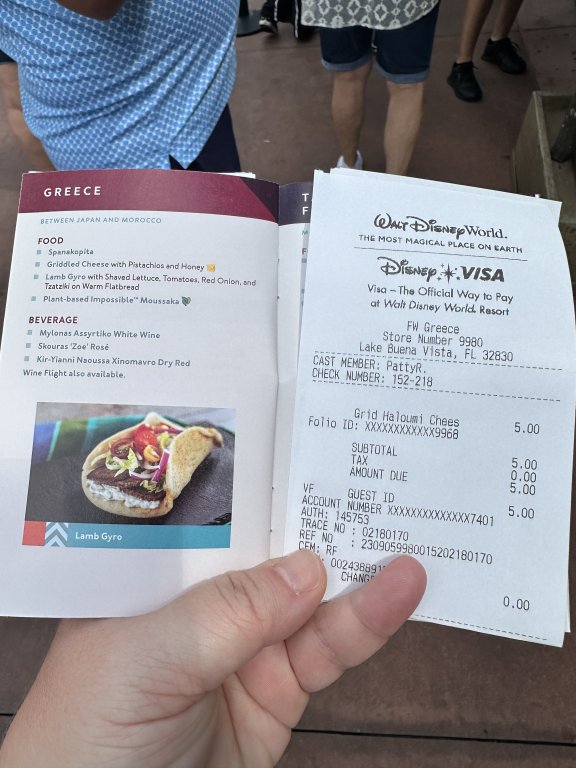 GREECE
BETWEEN JAPAN AND MOROCCO
FOOD
Spanakopita
Griddled Cheese with Pistachios and Honey
Lamb Gyro with Shaved Lettuce, Tomatoes, Red Onion, and
Tzatziki on Warm Flatbread
Plant-based Impossible™ Moussaka
BEVERAGE
Mylonas Assyrtiko White Wine
Skouras 'Zoe' Rosé
Kir-Yianni Naoussa Xinomavro Dry Red
Wine Flight also available.
Lamb Gyro
Walt Disney World.
THE MOST MAGICAL PLACE ON EARTH
Disney VISA
Visa – The Official Way to Pay
at Walt Disney World. Resort
FW Greece
Store Number 9980
Lake Buena Vista, FL 32830
CAST MEMBER: PattyR.
CHECK NUMBER: 152-218
Grid Haloumi Chees 5.00
Folio ID: XXXXXXXXXXXX9968
SUBTOTAL 5.00
TAX 0.00
AMOUNT DUE 5.00
VF GUEST ID 5.00
ACCOUNT NUMBER XXXXXXXXXXXXXX7401
AUTH: 145753
TRACE NO : 02180170
REF NO : 2309059980015202180170
CEM: RF
CHANGE 0.00